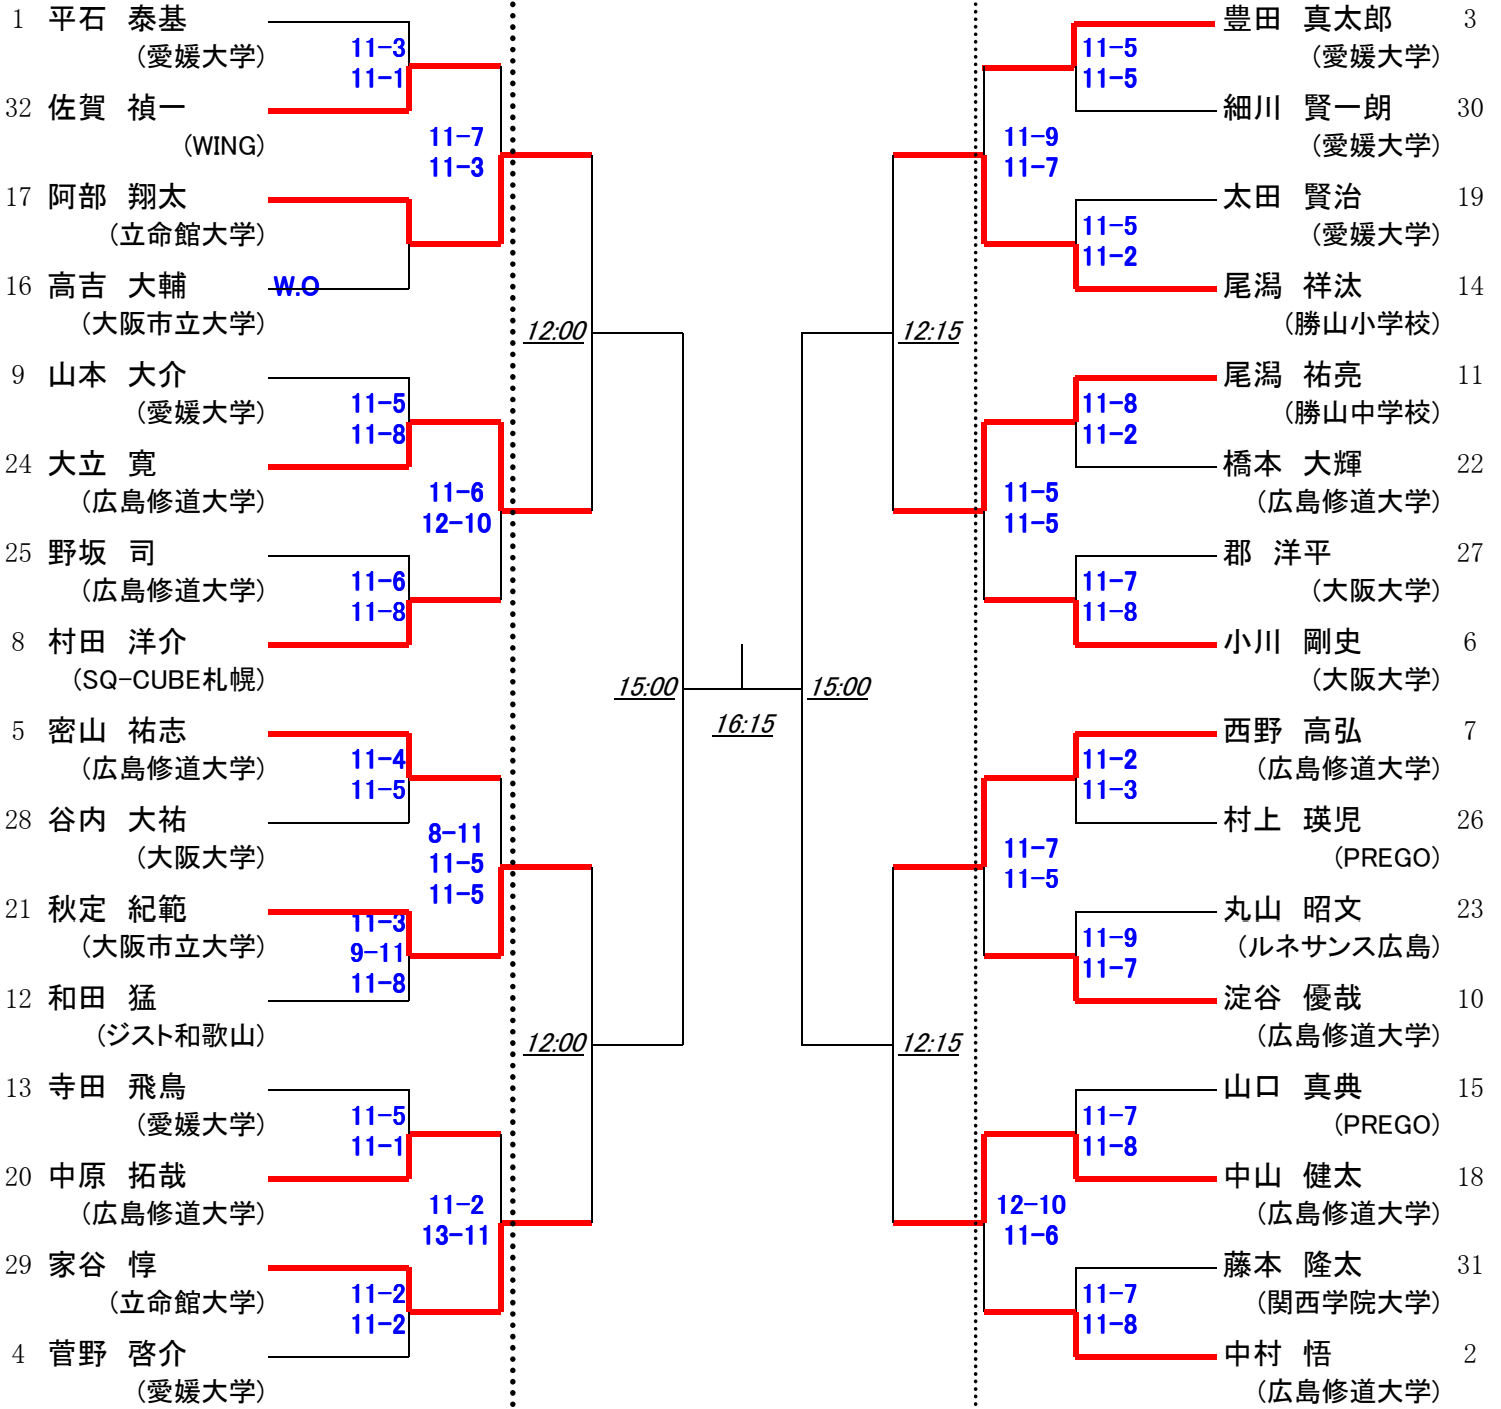 1 平石 泰基
(愛媛大学)
11-3
11-1
32 佐賀 禎一
(WING)
11-7
11-3
17 阿部 翔太
(立命館大学)
16 高吉 大輔 W.O
(大阪市立大学)
12:00
9 山本 大介
(愛媛大学)
11-5
11-8
24 大立 寛
(広島修道大学)
11-6
12-10
25 野坂 司
(広島修道大学)
11-6
11-8
8 村田 洋介
(SQ-CUBE札幌)
15:00
5 密山 祐志
(広島修道大学)
11-4
11-5
28 谷内 大祐
(大阪大学)
8-11
11-5
11-5
21 秋定 紀範
(大阪市立大学)
11-3
9-11
11-8
12 和田 猛
(ジスト和歌山)
12:00
13 寺田 飛鳥
(愛媛大学)
11-5
11-1
20 中原 拓哉
(広島修道大学)
11-2
13-11
29 家谷 惇
(立命館大学)
11-2
11-2
4 菅野 啓介
(愛媛大学)
16:15
豊田 真太郎 3
(愛媛大学)
11-5
11-5
細川 賢一朗 30
(愛媛大学)
11-9
11-7
太田 賢治 19
(愛媛大学)
11-5
11-2
尾潟 祥汰 14
(勝山小学校)
12:15
尾潟 祐亮 11
(勝山中学校)
11-8
11-2
橋本 大輝 22
(広島修道大学)
11-5
11-5
郡 洋平 27
(大阪大学)
11-7
11-8
小川 剛史 6
(大阪大学)
15:00
西野 高弘 7
(広島修道大学)
11-2
11-3
村上 瑛児 26
(PREGO)
11-7
11-5
丸山 昭文 23
(ルネサンス広島)
11-9
11-7
淀谷 優哉 10
(広島修道大学)
12:15
山口 真典 15
(PREGO)
11-7
11-8
中山 健太 18
(広島修道大学)
12-10
11-6
藤本 隆太 31
(関西学院大学)
11-7
11-8
中村 悟 2
(広島修道大学)